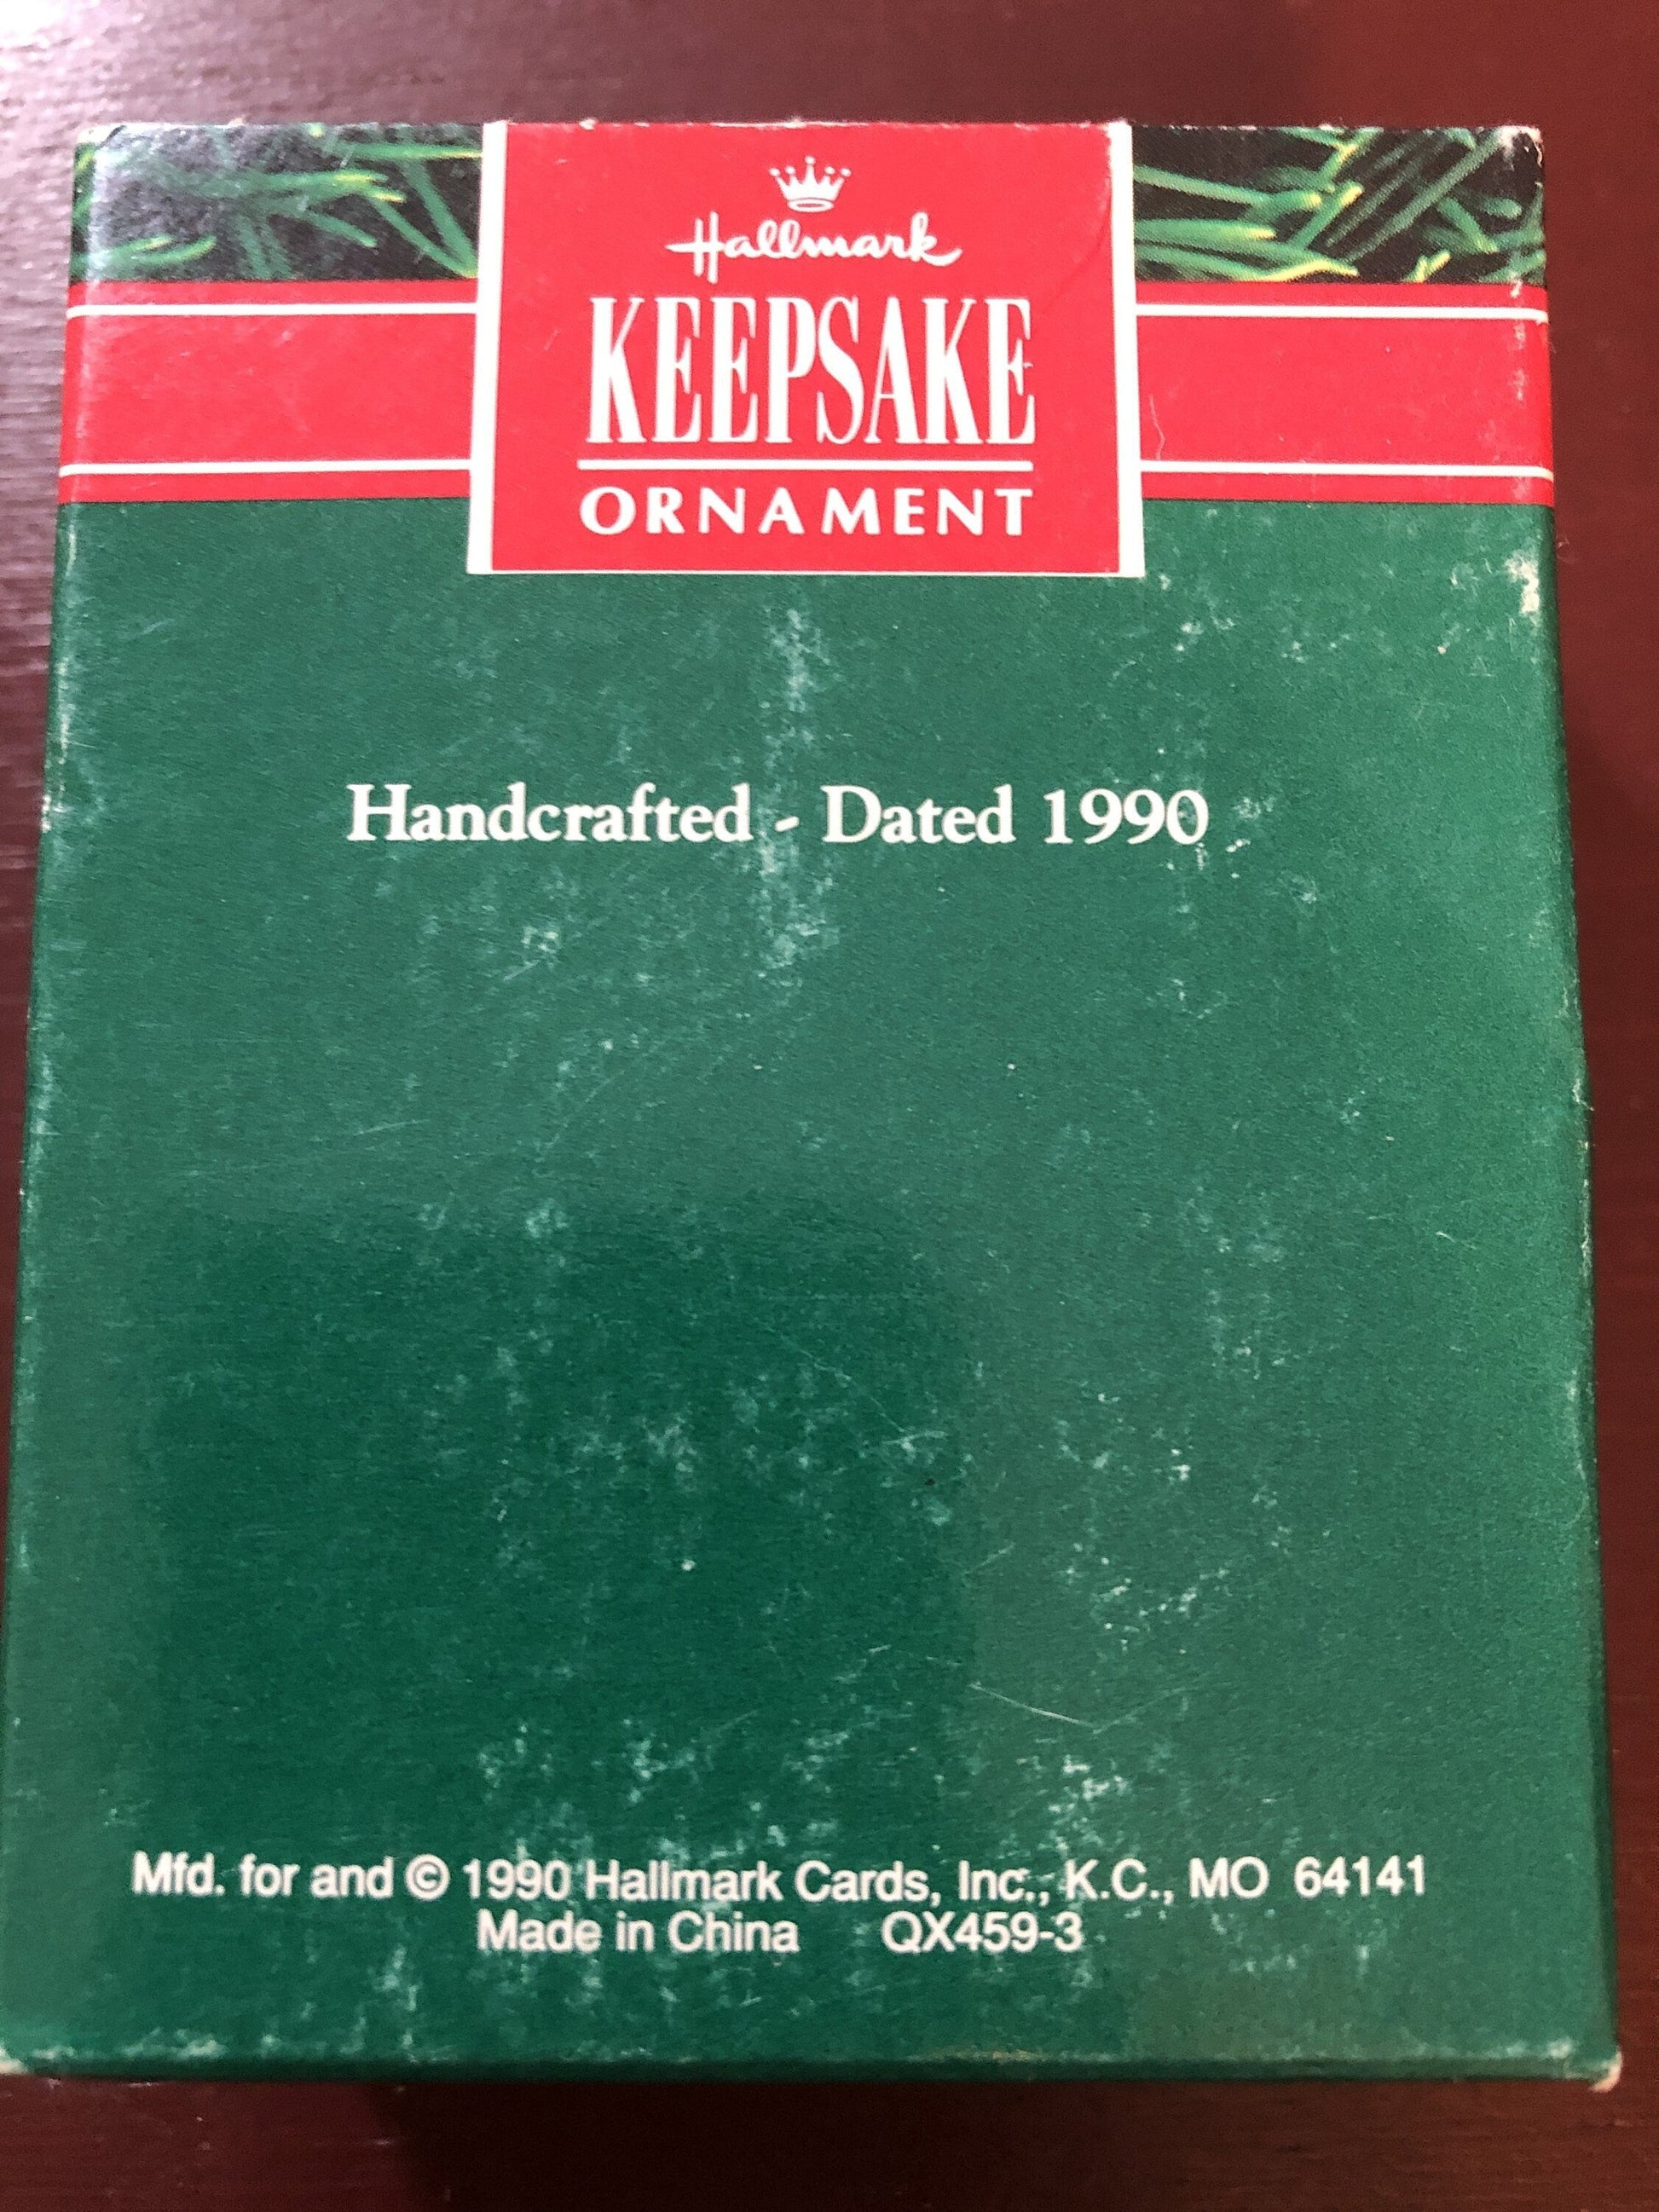 Hallmark
KEEPSAKE
ORNAMENT
Handcrafted - Dated 1990
Mfd. for and © 1990 Hallmark Cards, Inc., K.C., MO 64141
Made in China QX459-3